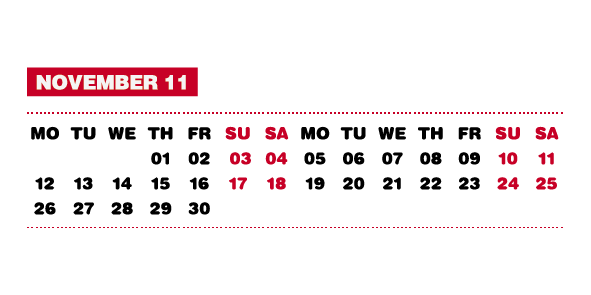 NOVEMBER 11
MO TU WE TH FR SU SA MO TU WE TH FR SU SA
01 02 03 04 05 06 07 08 09 10 11
12 13 14 15 16 17 18 19 20 21 22 23 24 25
26 27 28 29 30